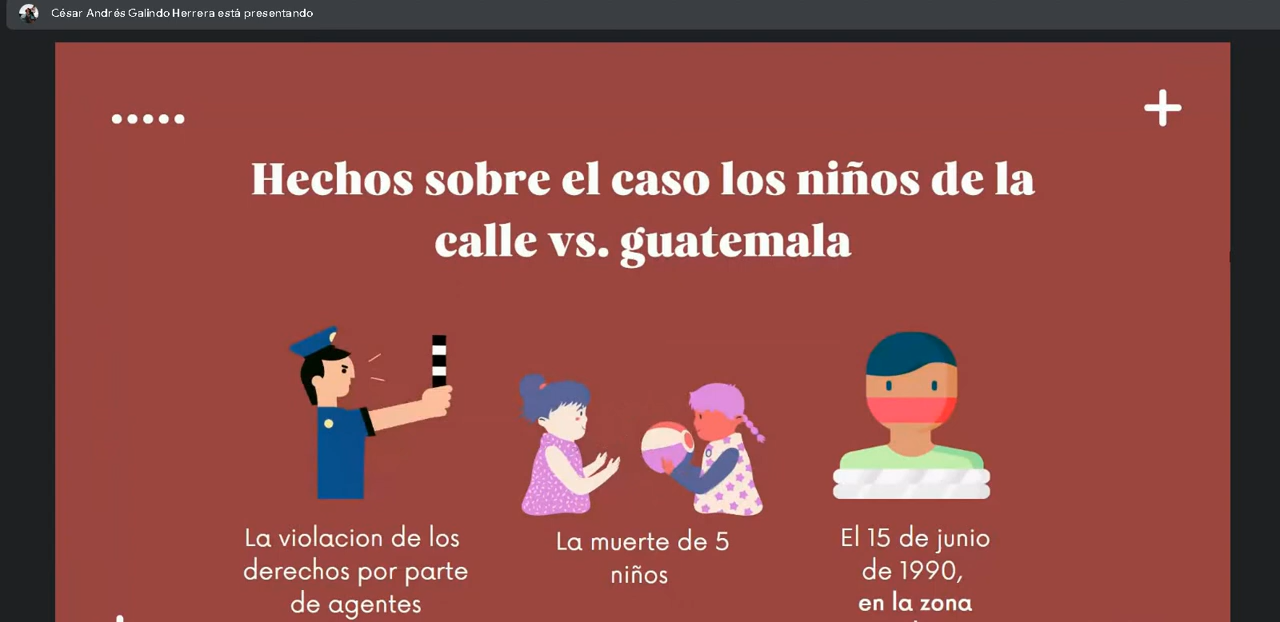 César Andrés Galindo Herrera está presentando
Hechos sobre el caso los niños de la
calle vs. guatemala
La violacion de los
derechos por parte
de agentes
La muerte de 5
niños
El 15 de junio
de 1990,
en la zona